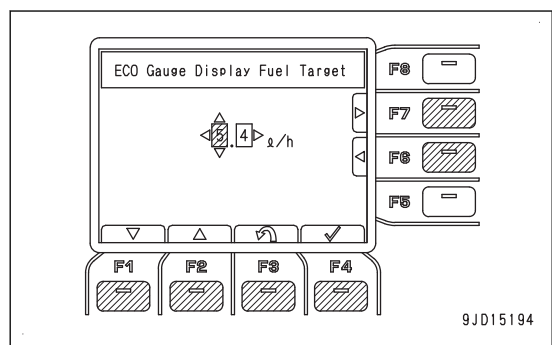 ECO Gauge Display Fuel Target
5.4 ℓ/h
F8
F7
F6
F5
F1 F2 F3 F4
9JD15194